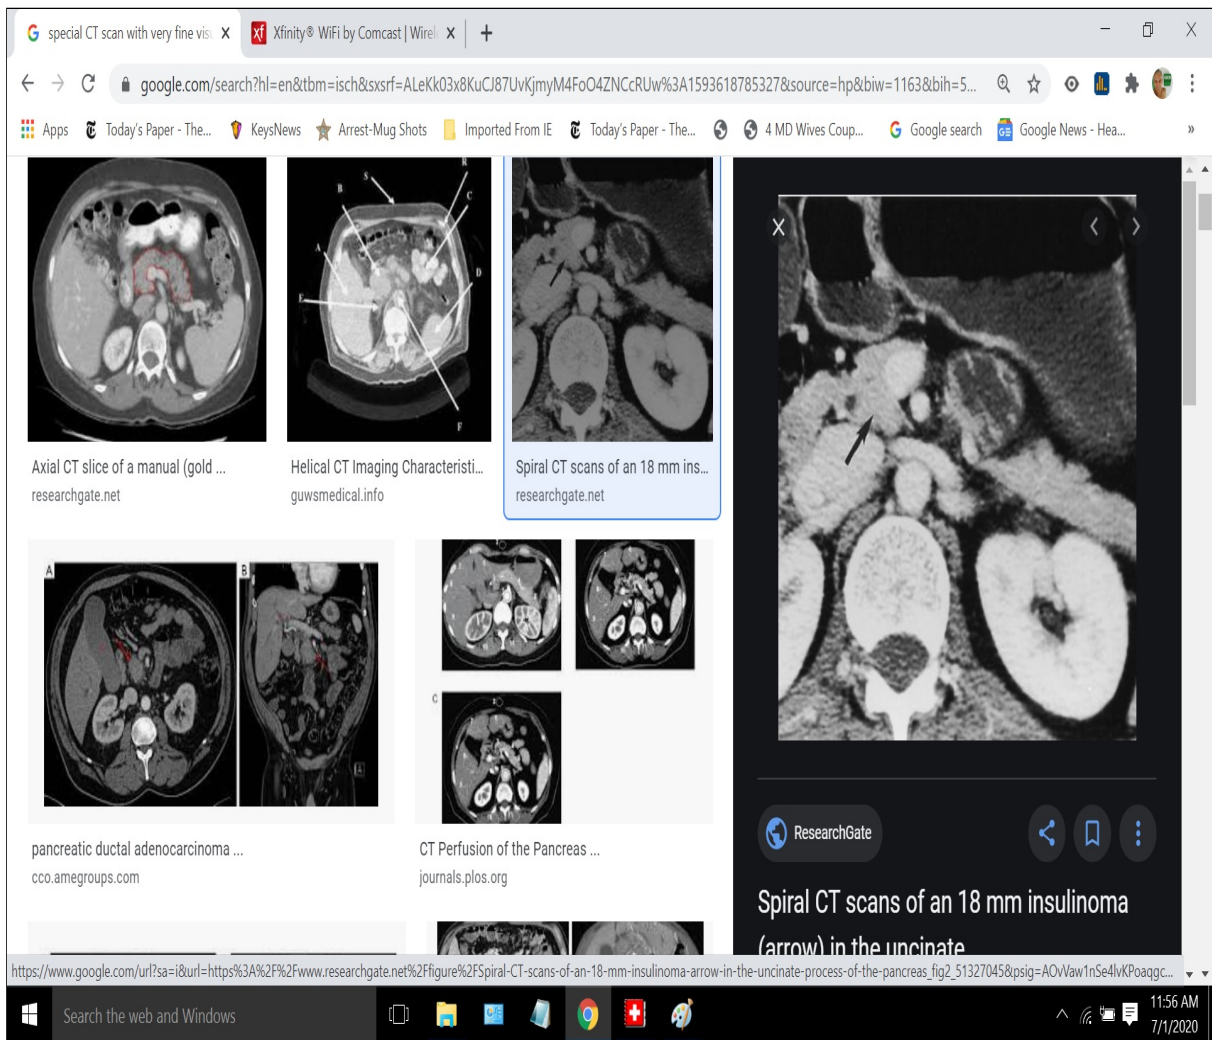 special CT scan with very fine vis
Xfinity® WiFi by Comcast | Wirel
google.com/search?hl=en&tbm=isch&sxsrf=ALeKk03x8KuCJ87UvKjmyM4FoO4ZNCcRUw%3A1593618785327&source=hp&biw=1163&bih=5...
Apps Today's Paper - The... KeysNews Arrest-Mug Shots Imported From IE Today's Paper - The... 4 MD Wives Coup... Google search Google News - Hea... »
S
R
B
C
A
D
E
F
Axial CT slice of a manual (gold ...
researchgate.net
Helical CT Imaging Characteristi...
guwsmedical.info
Spiral CT scans of an 18 mm ins...
researchgate.net
A
B
C
pancreatic ductal adenocarcinoma ...
cco.amegroups.com
CT Perfusion of the Pancreas ...
journals.plos.org
ResearchGate
Spiral CT scans of an 18 mm insulinoma
(arrow) in the uncinate
https://www.google.com/url?sa=i&url=https%3A%2F%2Fwww.researchgate.net%2Ffigure%2FSpiral-CT-scans-of-an-18-mm-insulinoma-arrow-in-the-uncinate-process-of-the-pancreas_fig2_51327045&psig=AOvVaw1nSe4lvKPoaqgc...
Search the web and Windows
11:56 AM
7/1/2020